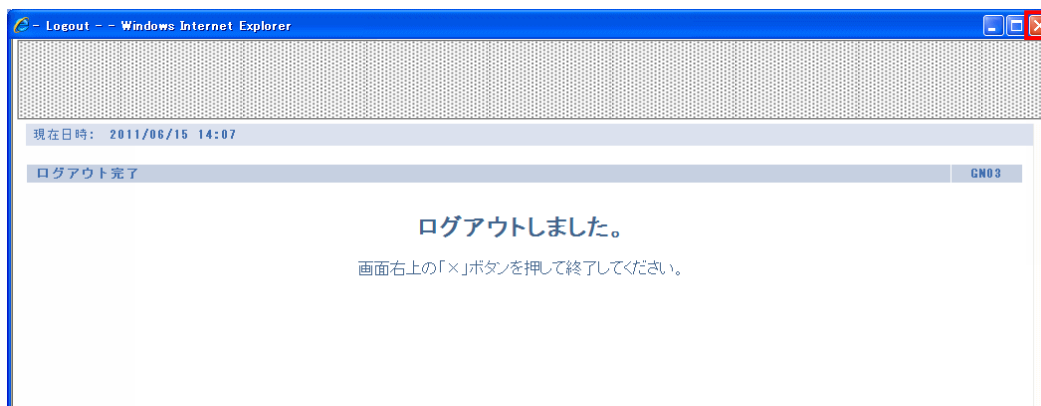 - Logout - - Windows Internet Explorer
現在日時: 2011/06/15 14:07
ログアウト完了 GN03
ログアウトしました。
画面右上の「×」ボタンを押して終了してください。